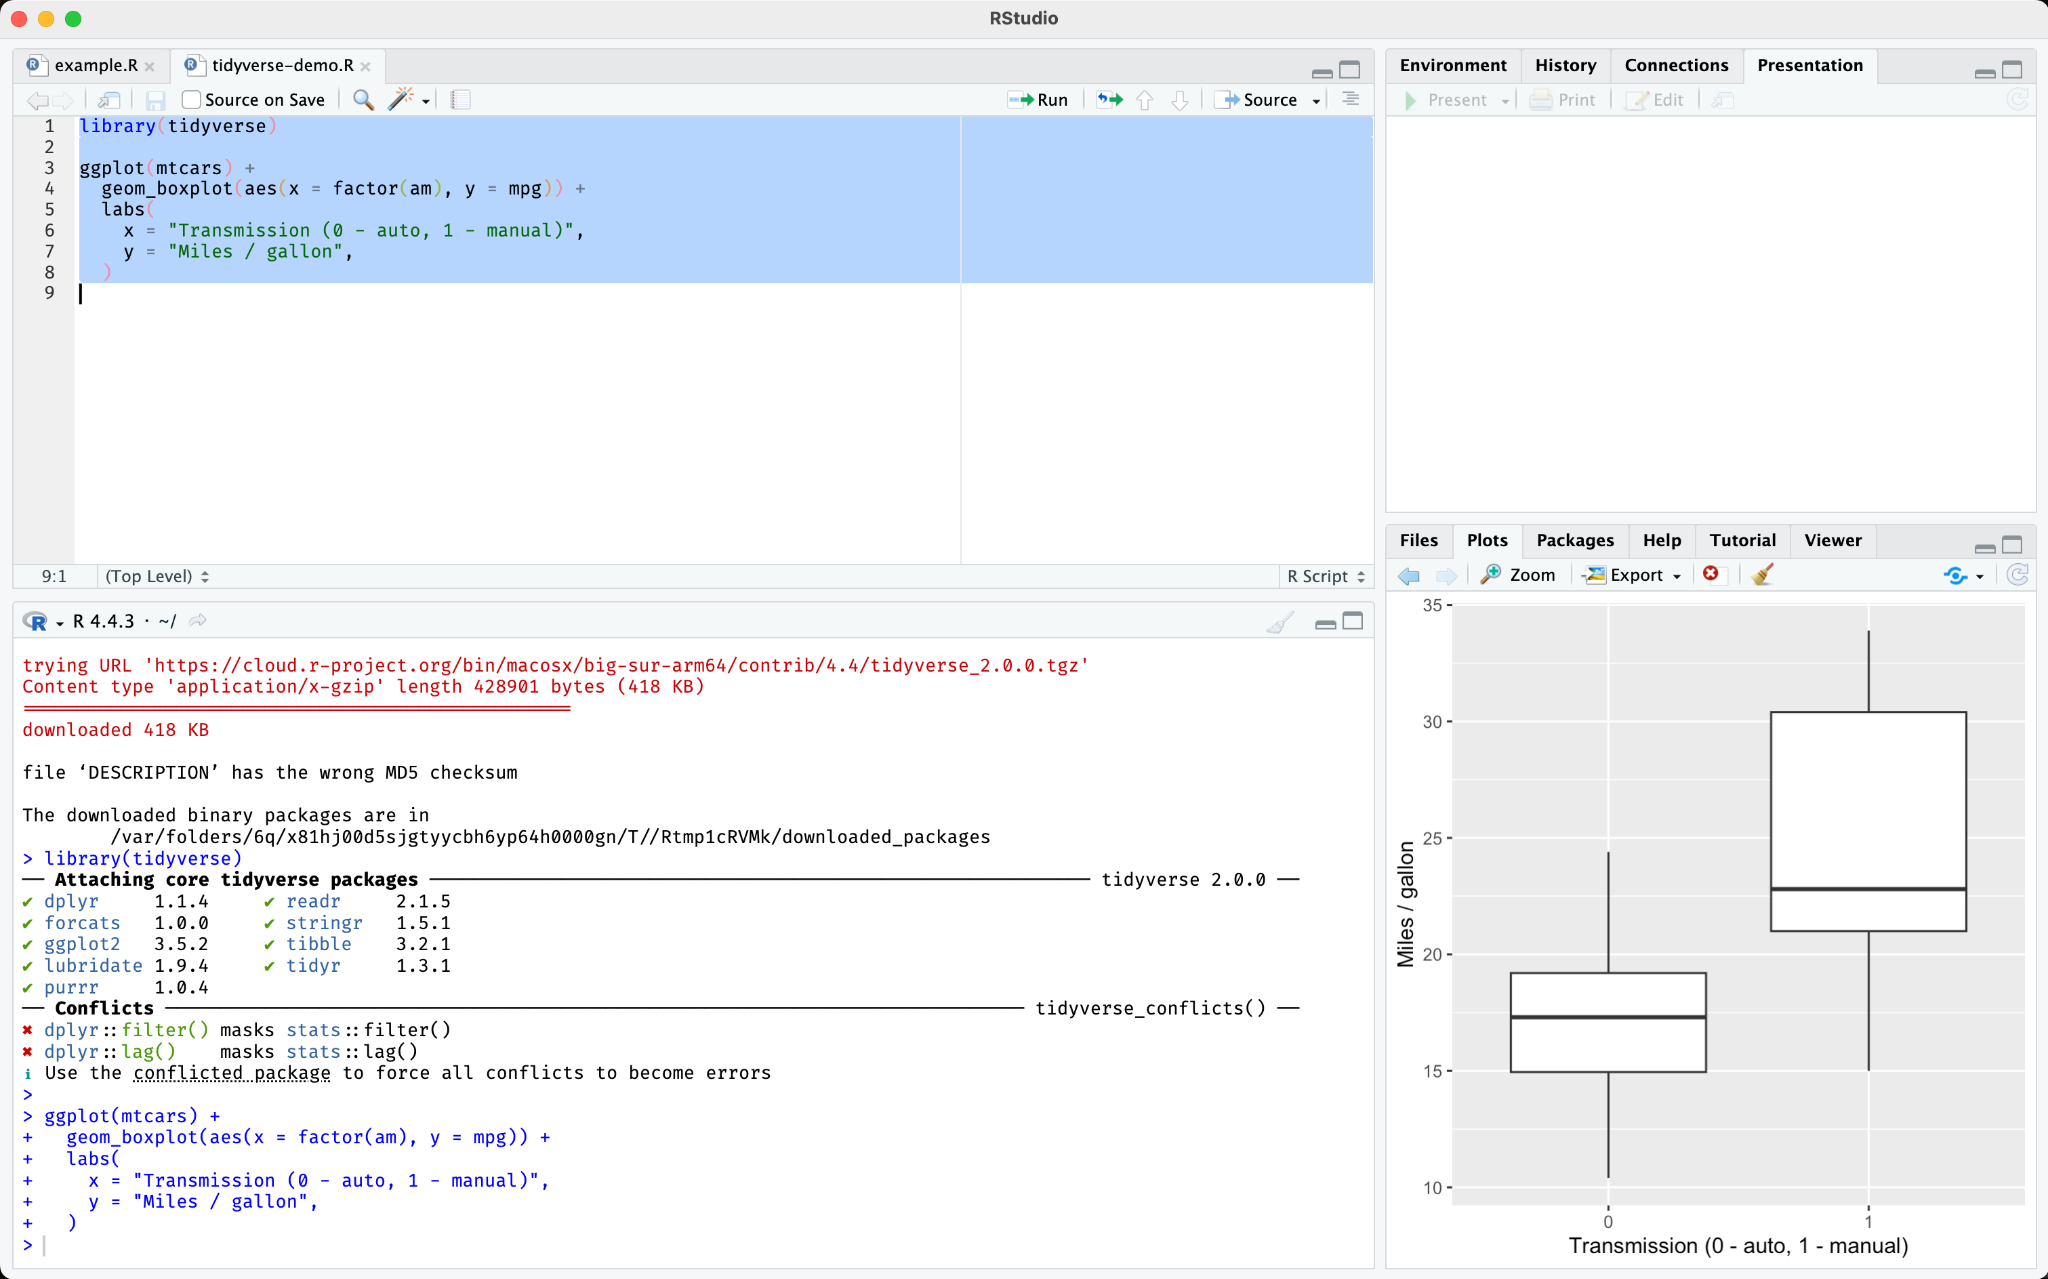 RStudio
example.R
tidyverse-demo.R
Source on Save
Run
Source
1 library(tidyverse)
2
3 ggplot(mtcars) +
4   geom_boxplot(aes(x = factor(am), y = mpg)) +
5   labs(
6     x = "Transmission (0 - auto, 1 - manual)",
7     y = "Miles / gallon",
8   )
9
9:1 (Top Level) R Script
R 4.4.3 · ~/
trying URL 'https://cloud.r-project.org/bin/macosx/big-sur-arm64/contrib/4.4/tidyverse_2.0.0.tgz'
Content type 'application/x-gzip' length 428901 bytes (418 KB)
==================================================
downloaded 418 KB
file ‘DESCRIPTION’ has the wrong MD5 checksum
The downloaded binary packages are in
        /var/folders/6q/x81hj00d5sjgtyycbh6yp64h0000gn/T//Rtmp1cRVMk/downloaded_packages
> library(tidyverse)
── Attaching core tidyverse packages ── tidyverse 2.0.0 ──
✔ dplyr     1.1.4     ✔ readr     2.1.5
✔ forcats   1.0.0     ✔ stringr   1.5.1
✔ ggplot2   3.5.2     ✔ tibble    3.2.1
✔ lubridate 1.9.4     ✔ tidyr     1.3.1
✔ purrr     1.0.4
── Conflicts ── tidyverse_conflicts() ──
✖ dplyr::filter() masks stats::filter()
✖ dplyr::lag()    masks stats::lag()
ℹ Use the conflicted package to force all conflicts to become errors
>
> ggplot(mtcars) +
+   geom_boxplot(aes(x = factor(am), y = mpg)) +
+   labs(
+     x = "Transmission (0 - auto, 1 - manual)",
+     y = "Miles / gallon",
+   )
>
Environment History Connections Presentation
Present Print Edit
Files Plots Packages Help Tutorial Viewer
Zoom Export
35
30
25
20
15
10
Miles / gallon
0 1
Transmission (0 - auto, 1 - manual)